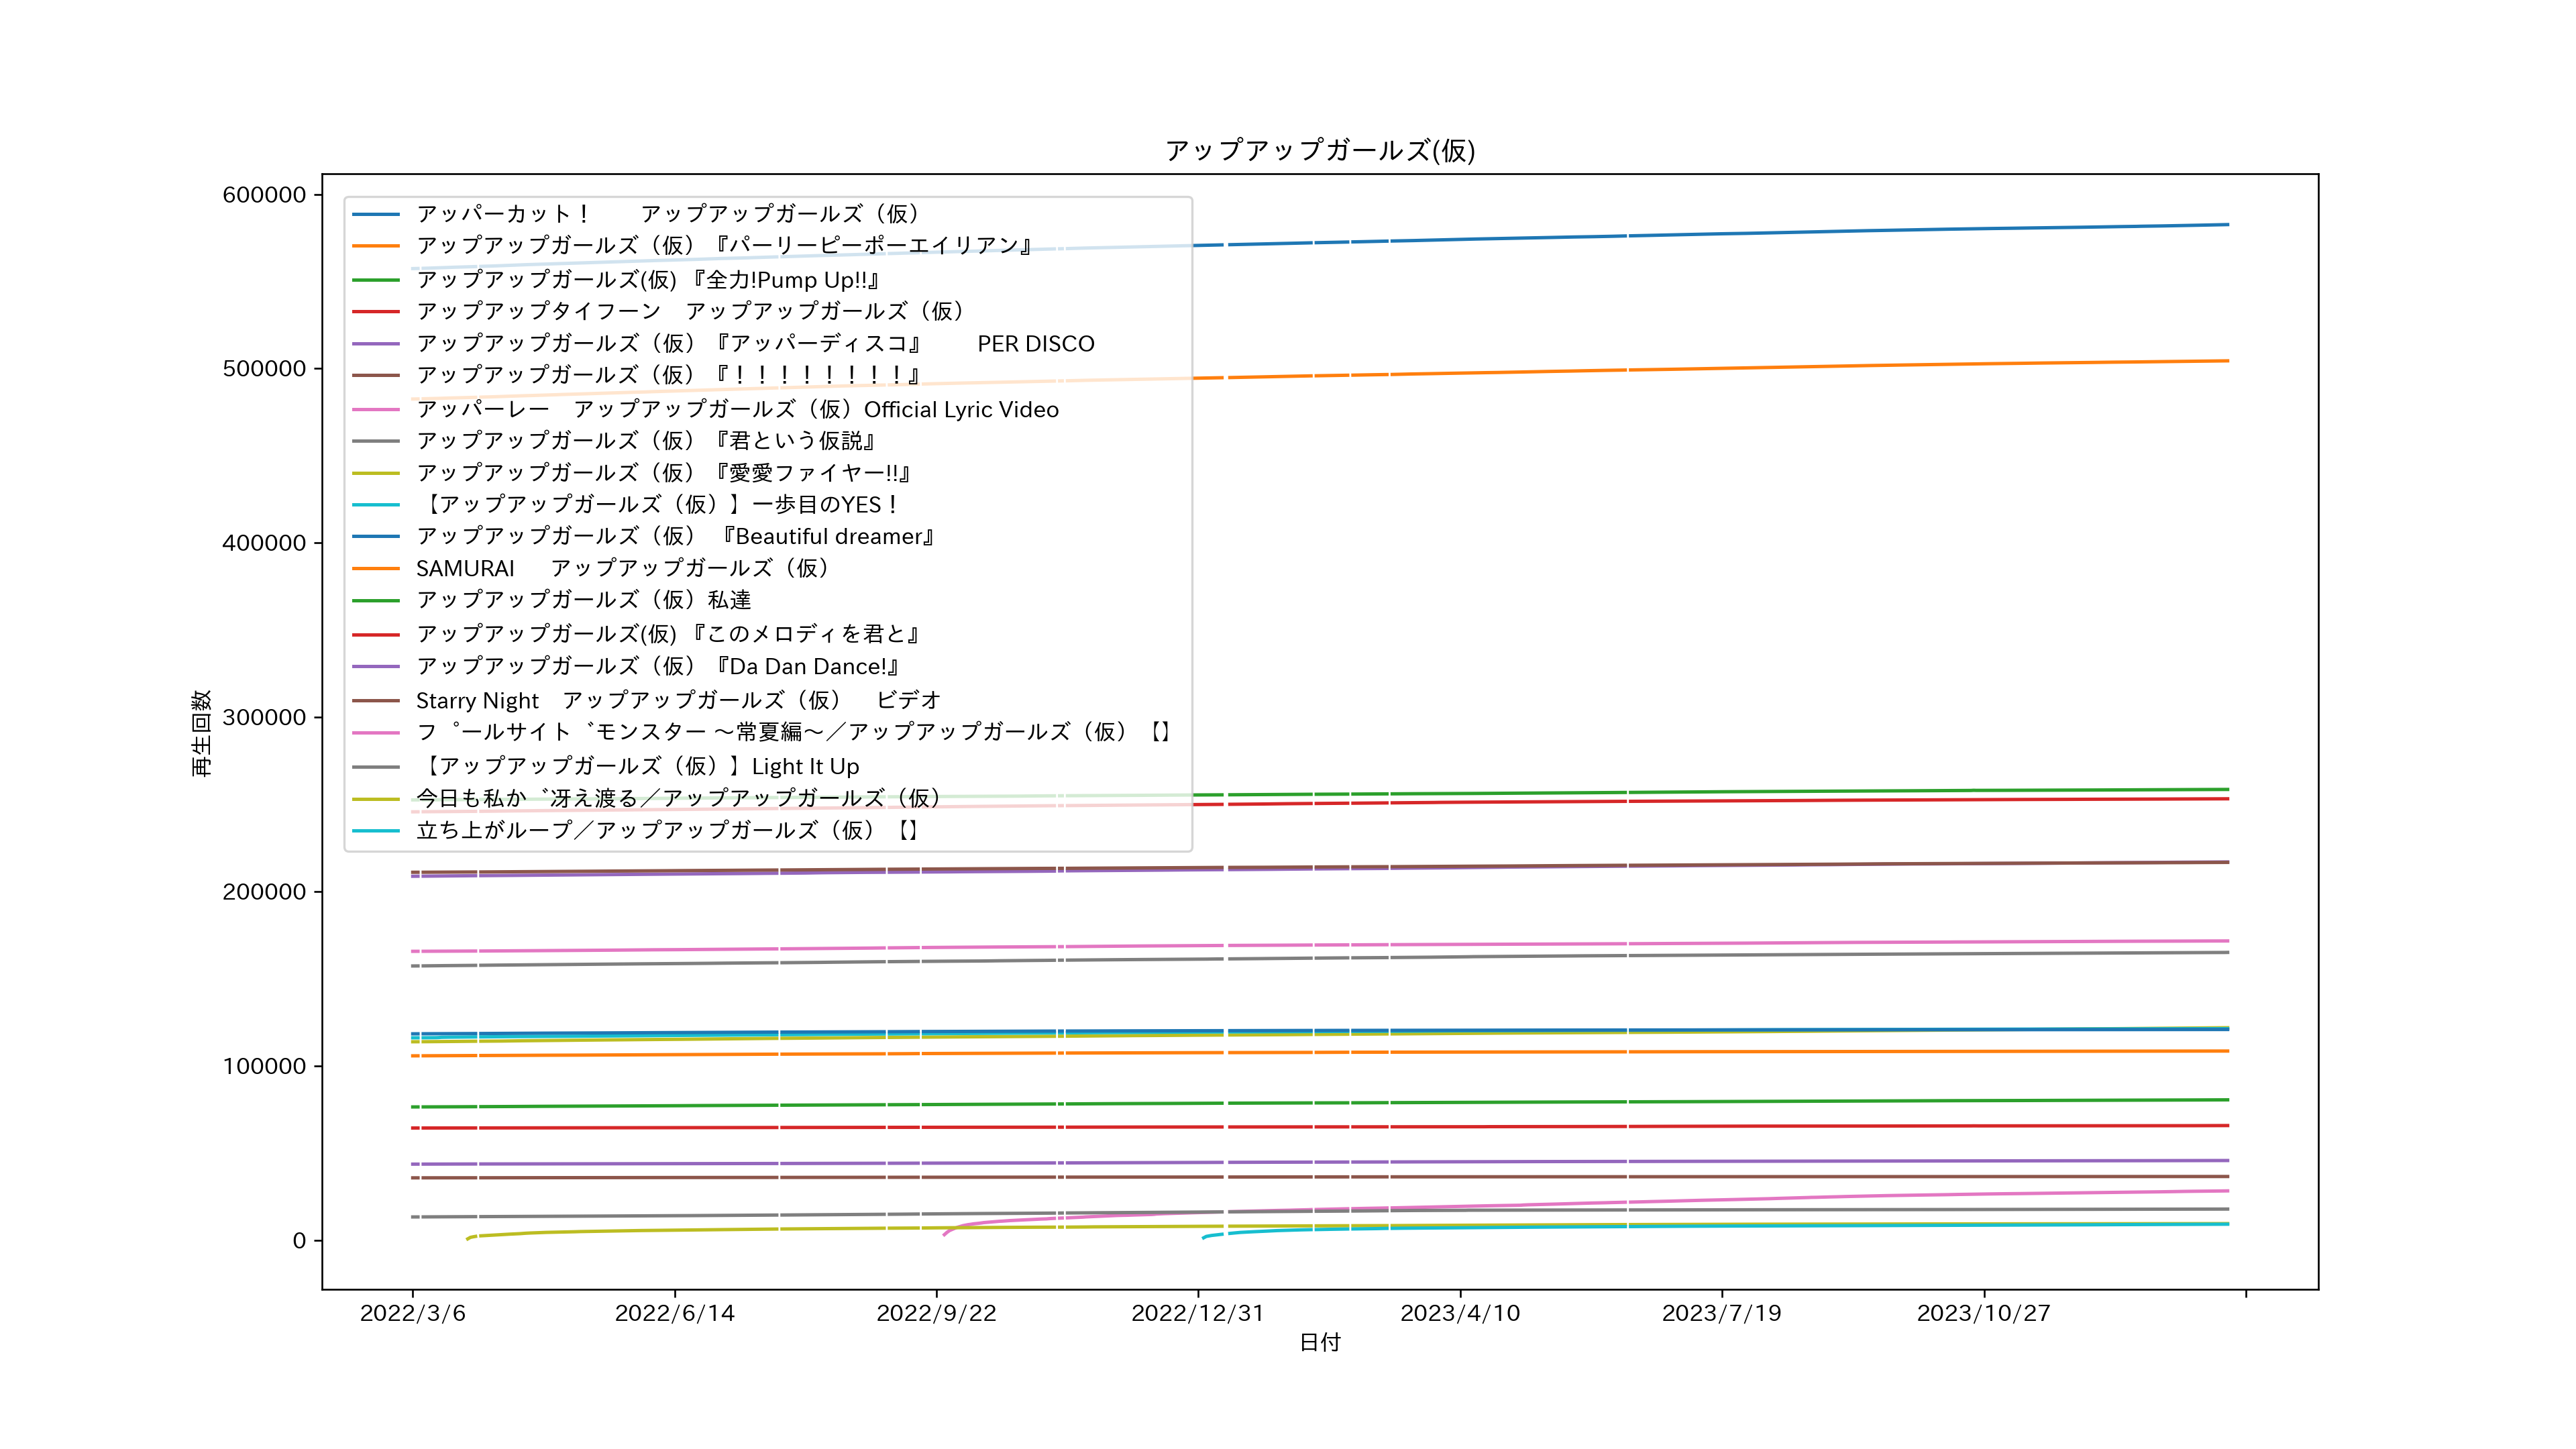 アップアップガールズ(仮)
600000
500000
400000
300000
200000
100000
0
再生回数
アッパーカット！　　アップアップガールズ（仮）
アップアップガールズ（仮）『パーリーピーポーエイリアン』
アップアップガールズ(仮) 『全力!Pump Up!!』
アップアップタイフーン　アップアップガールズ（仮）
アップアップガールズ（仮）『アッパーディスコ』　　PER DISCO
アップアップガールズ（仮）『！！！！！！！！』
アッパーレー　アップアップガールズ（仮）Official Lyric Video
アップアップガールズ（仮）『君という仮説』
アップアップガールズ（仮）『愛愛ファイヤー!!』
【アップアップガールズ（仮）】一歩目のYES！
アップアップガールズ（仮） 『Beautiful dreamer』
SAMURAI　 アップアップガールズ（仮）
アップアップガールズ（仮）私達
アップアップガールズ(仮) 『このメロディを君と』
アップアップガールズ（仮）『Da Dan Dance!』
Starry Night　アップアップガールズ（仮）　ビデオ
フ゜ールサイト゛モンスター 〜常夏編〜／アップアップガールズ（仮）【】
【アップアップガールズ（仮）】Light It Up
今日も私か゛冴え渡る／アップアップガールズ（仮）
立ち上がループ／アップアップガールズ（仮）【】
2022/3/6 2022/6/14 2022/9/22 2022/12/31 2023/4/10 2023/7/19 2023/10/27
日付